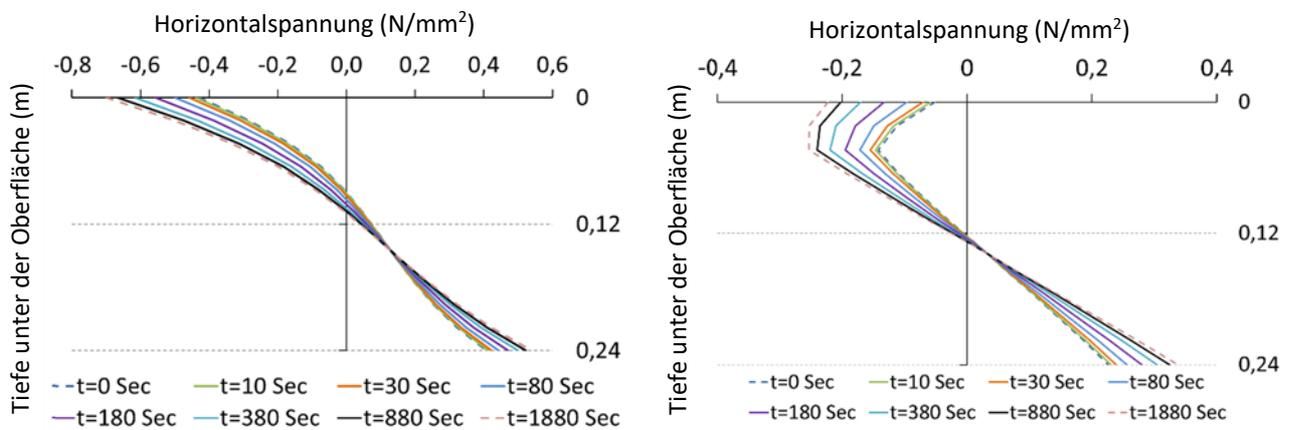 Horizontalspannung (N/mm²)
-0,8 -0,6 -0,4 -0,2 0,0 0,2 0,4 0,6
0
0,12
0,24
Tiefe unter der Oberfläche (m)
t=0 Sec t=10 Sec t=30 Sec t=80 Sec
t=180 Sec t=380 Sec t=880 Sec t=1880 Sec
Horizontalspannung (N/mm²)
-0,4 -0,2 0 0,2 0,4
0
0,12
0,24
Tiefe unter der Oberfläche (m)
t=0 Sec t=10 Sec t=30 Sec t=80 Sec
t=180 Sec t=380 Sec t=880 Sec t=1880 Sec